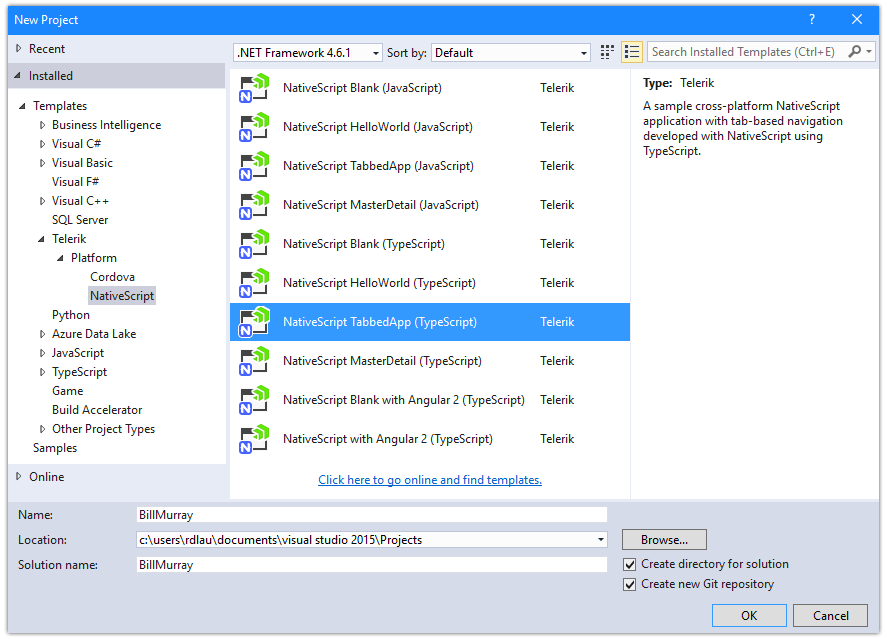 New Project
?
Recent
.NET Framework 4.6.1
Sort by:
Default
Search Installed Templates (Ctrl+E)
Installed
Templates
Business Intelligence
Visual C#
Visual Basic
Visual F#
Visual C++
SQL Server
Telerik
Platform
Cordova
NativeScript
Python
Azure Data Lake
JavaScript
TypeScript
Game
Build Accelerator
Other Project Types
Samples
Online
N NativeScript Blank (JavaScript) Telerik
N NativeScript HelloWorld (JavaScript) Telerik
N NativeScript TabbedApp (JavaScript) Telerik
N NativeScript MasterDetail (JavaScript) Telerik
N NativeScript Blank (TypeScript) Telerik
N NativeScript HelloWorld (TypeScript) Telerik
N NativeScript TabbedApp (TypeScript) Telerik
N NativeScript MasterDetail (TypeScript) Telerik
N NativeScript Blank with Angular 2 (TypeScript) Telerik
N NativeScript with Angular 2 (TypeScript) Telerik
Click here to go online and find templates.
Type: Telerik
A sample cross-platform NativeScript
application with tab-based navigation
developed with NativeScript using
TypeScript.
Name: BillMurray
Location: c:\users\rdlau\documents\visual studio 2015\Projects
Browse...
Solution name: BillMurray
Create directory for solution
Create new Git repository
OK
Cancel